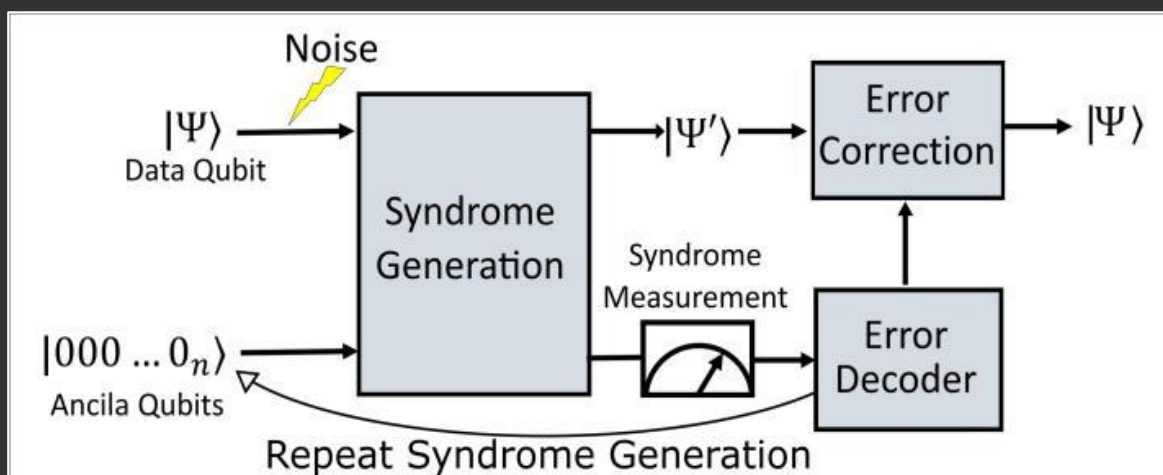 Noise
|Ψ⟩
Data Qubit
Syndrome
Generation
|Ψ'⟩
Error
Correction
|Ψ⟩
Syndrome
Measurement
|000 ... 0ₙ⟩
Ancila Qubits
Error
Decoder
Repeat Syndrome Generation